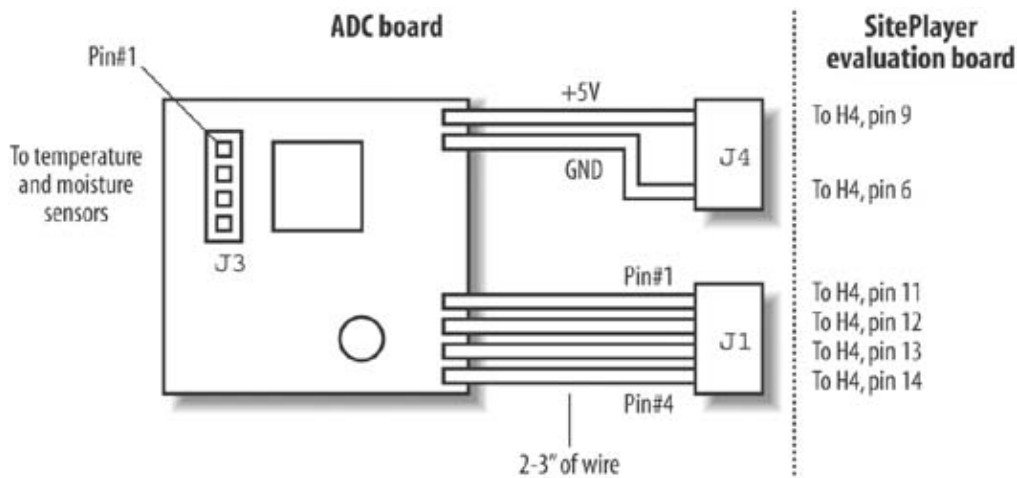 ADC board
SitePlayer
evaluation board
Pin#1
+5V
To H4, pin 9
To temperature
and moisture
sensors
J4
GND
To H4, pin 6
J3
Pin#1
To H4, pin 11
To H4, pin 12
J1
To H4, pin 13
To H4, pin 14
Pin#4
2-3" of wire